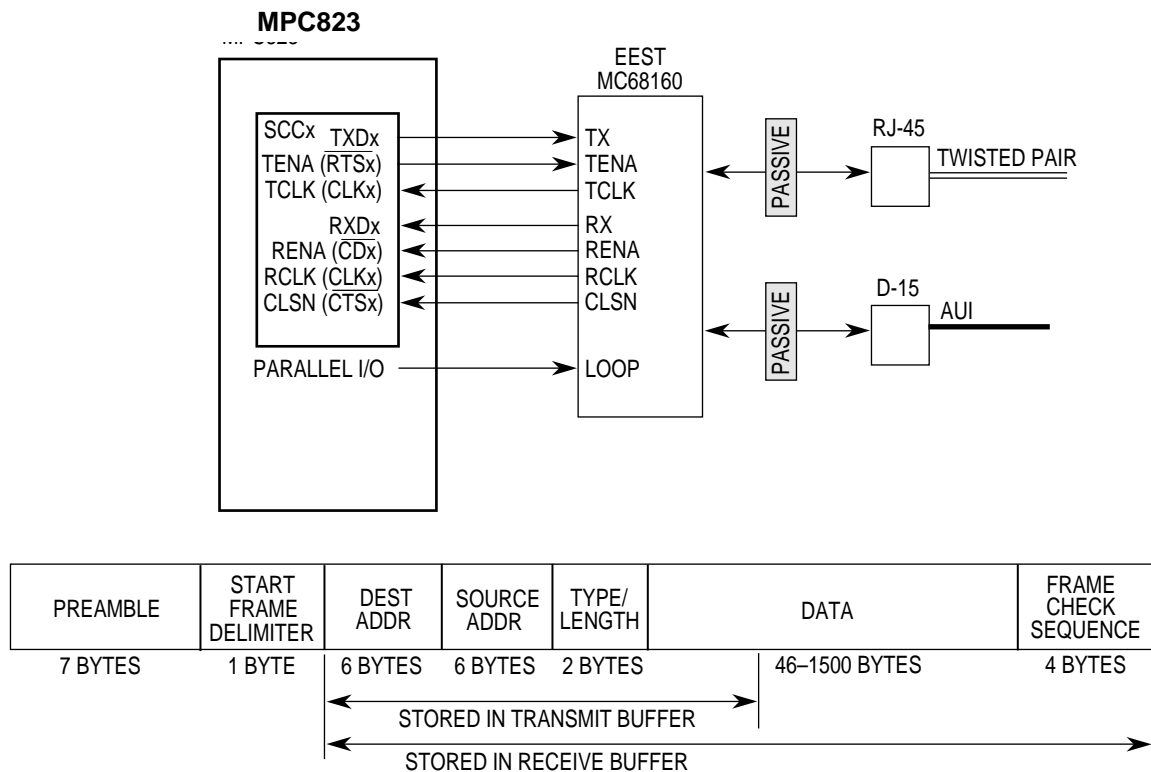 MPC823
EEST
MC68160
SCCx
TXDx
TENA (RTSx)
TCLK (CLKx)
RXDx
RENA (CDx)
RCLK (CLKx)
CLSN (CTSx)
PARALLEL I/O
TX
TENA
TCLK
RX
RENA
RCLK
CLSN
LOOP
PASSIVE
RJ-45
TWISTED PAIR
PASSIVE
D-15
AUI
PREAMBLE
START
FRAME
DELIMITER
DEST
ADDR
SOURCE
ADDR
TYPE/
LENGTH
DATA
FRAME
CHECK
SEQUENCE
7 BYTES
1 BYTE
6 BYTES
6 BYTES
2 BYTES
46–1500 BYTES
4 BYTES
STORED IN TRANSMIT BUFFER
STORED IN RECEIVE BUFFER